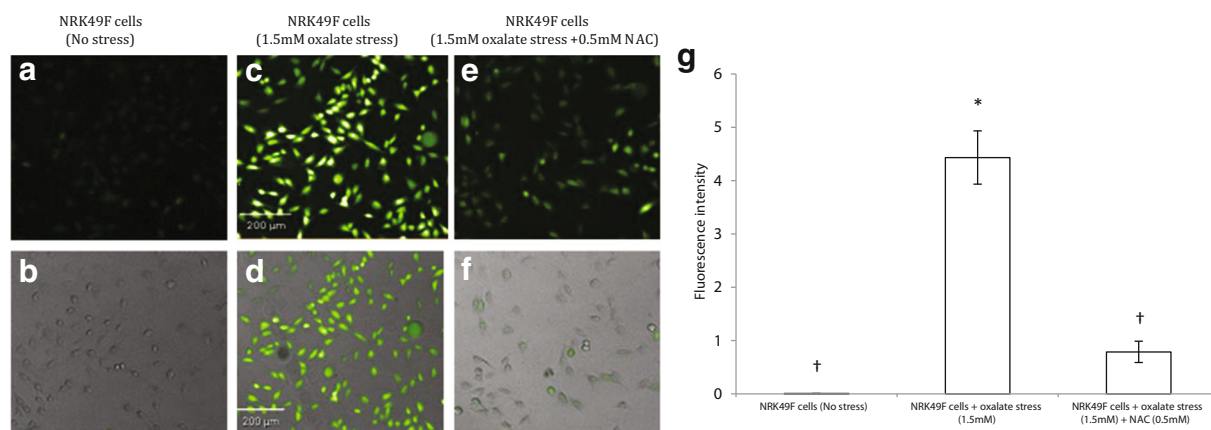 NRK49F cells
(No stress)
NRK49F cells
(1.5mM oxalate stress)
NRK49F cells
(1.5mM oxalate stress +0.5mM NAC)
a
c
200 µm
e
b
d
200 µm
f
g
Fluorescence intensity
6
5
4
3
2
1
0
†
*
†
NRK49F cells (No stress)
NRK49F cells + oxalate stress
(1.5mM)
NRK49F cells + oxalate stress
(1.5mM) + NAC (0.5mM)